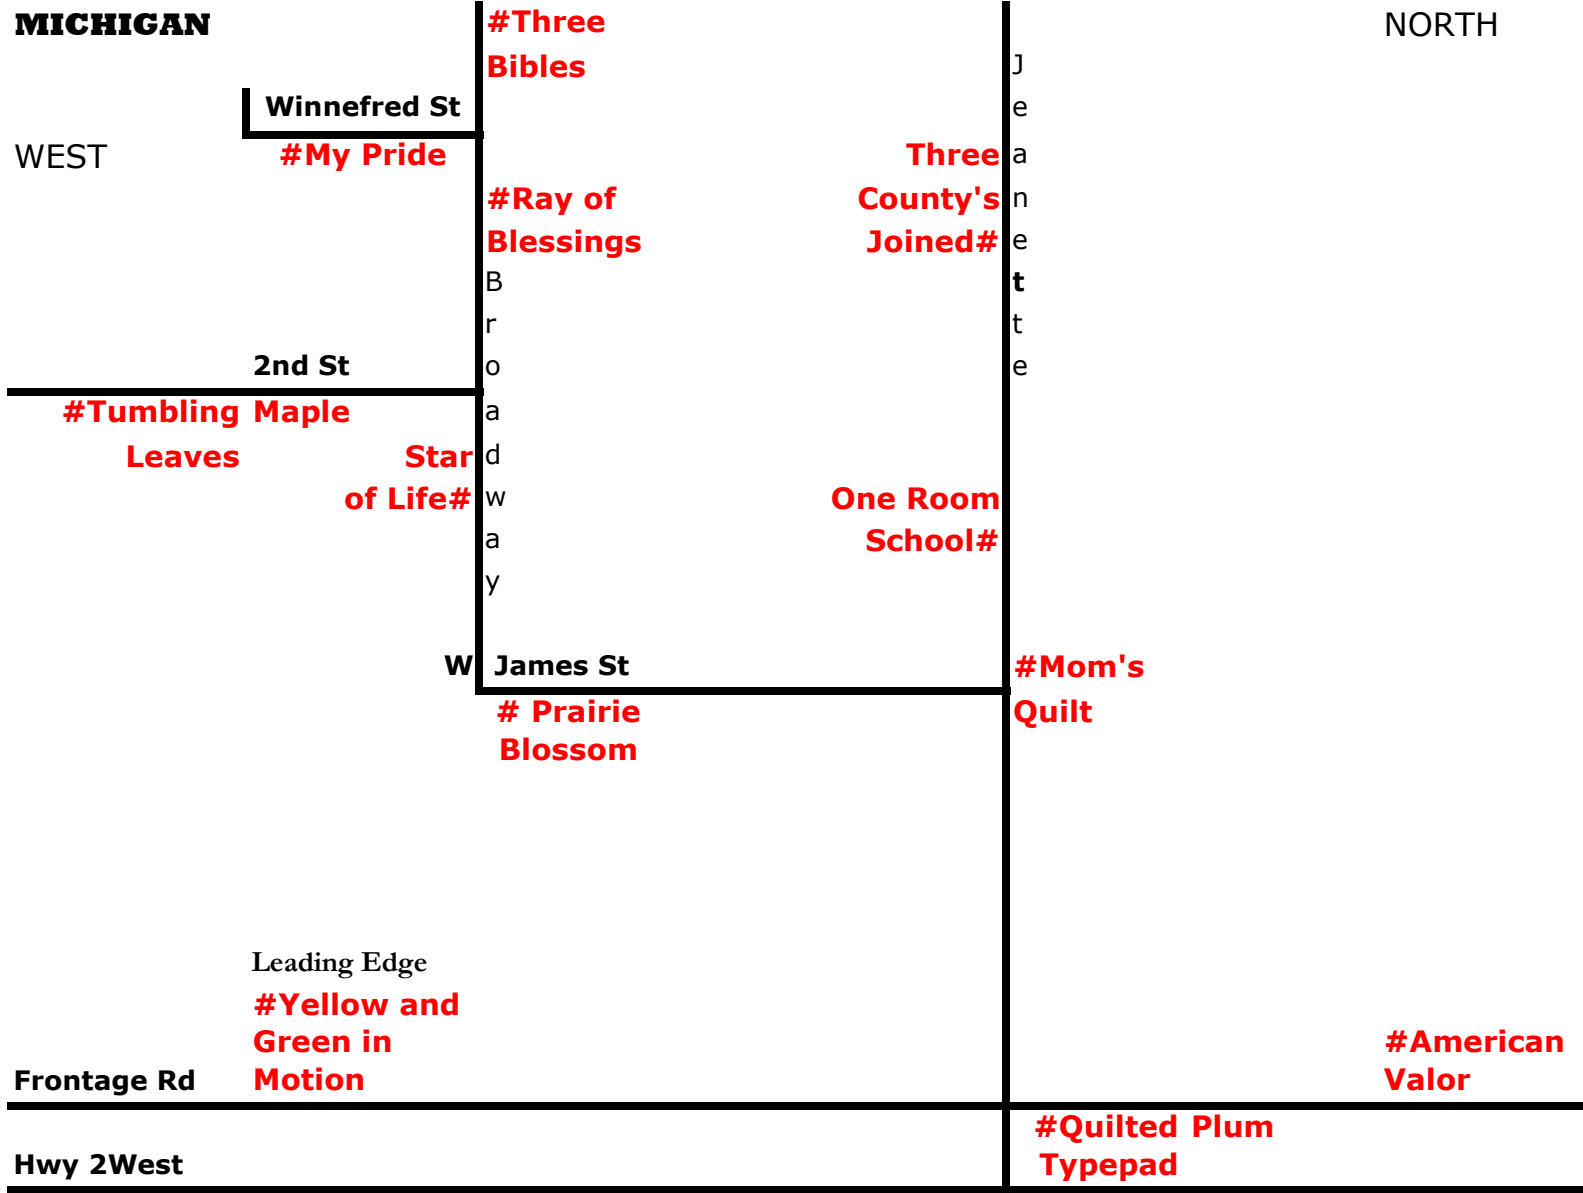 MICHIGAN
#Three
Bibles
NORTH
Winnefred St
WEST
#My Pride
#Ray of
Blessings
Three
County's
Joined#
Jeanette
Broadway
2nd St
#Tumbling Maple
Leaves
Star
of Life#
One Room
School#
W James St
#Mom's
Quilt
# Prairie
Blossom
Leading Edge
#Yellow and
Green in
Motion
Frontage Rd
#American
Valor
#Quilted Plum
Typepad
Hwy 2West